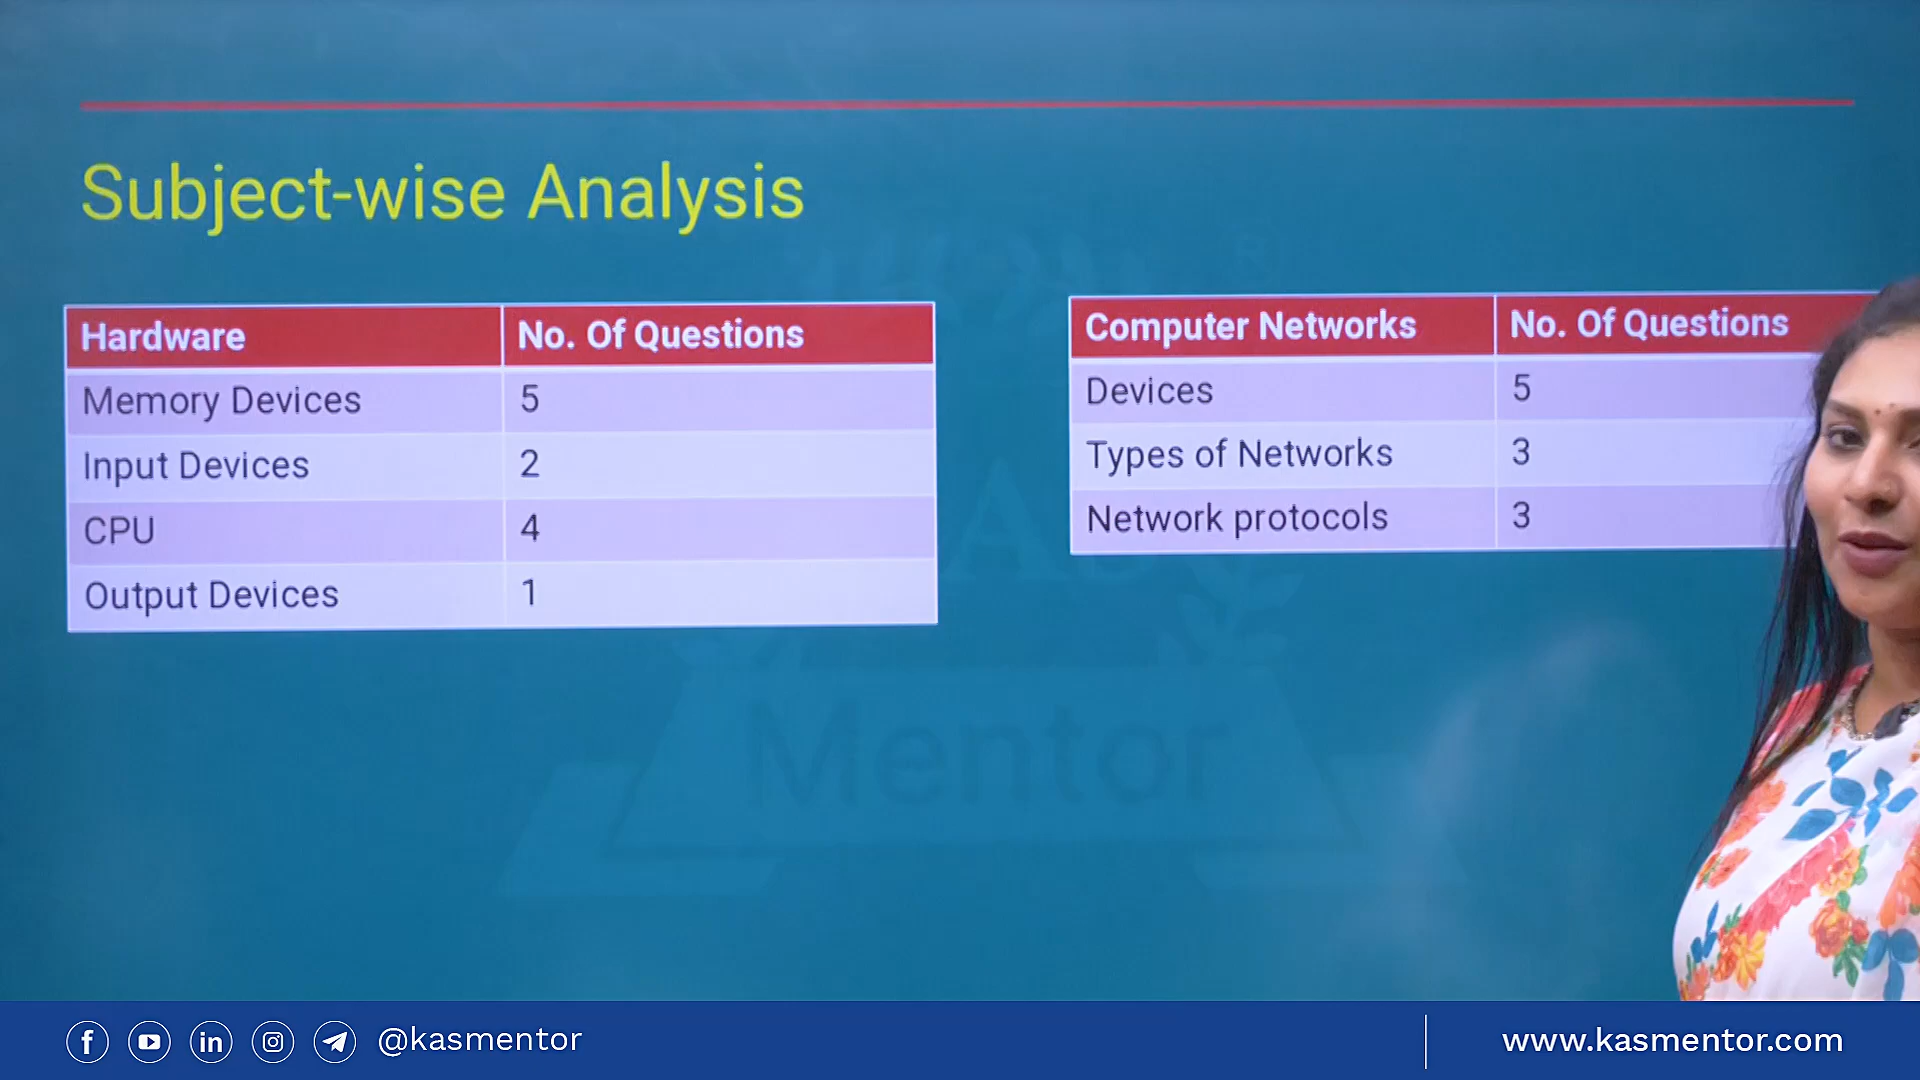 Subject-wise Analysis
Hardware No. Of Questions
Memory Devices 5
Input Devices 2
CPU 4
Output Devices 1
Computer Networks No. Of Questions
Devices 5
Types of Networks 3
Network protocols 3
Mentor
@kasmentor
www.kasmentor.com